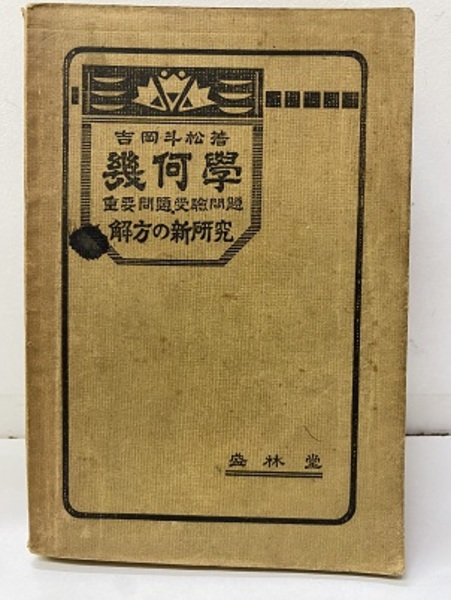 吉岡斗松著
幾何學
重要問題受驗問題
解方の新研究
盛林堂